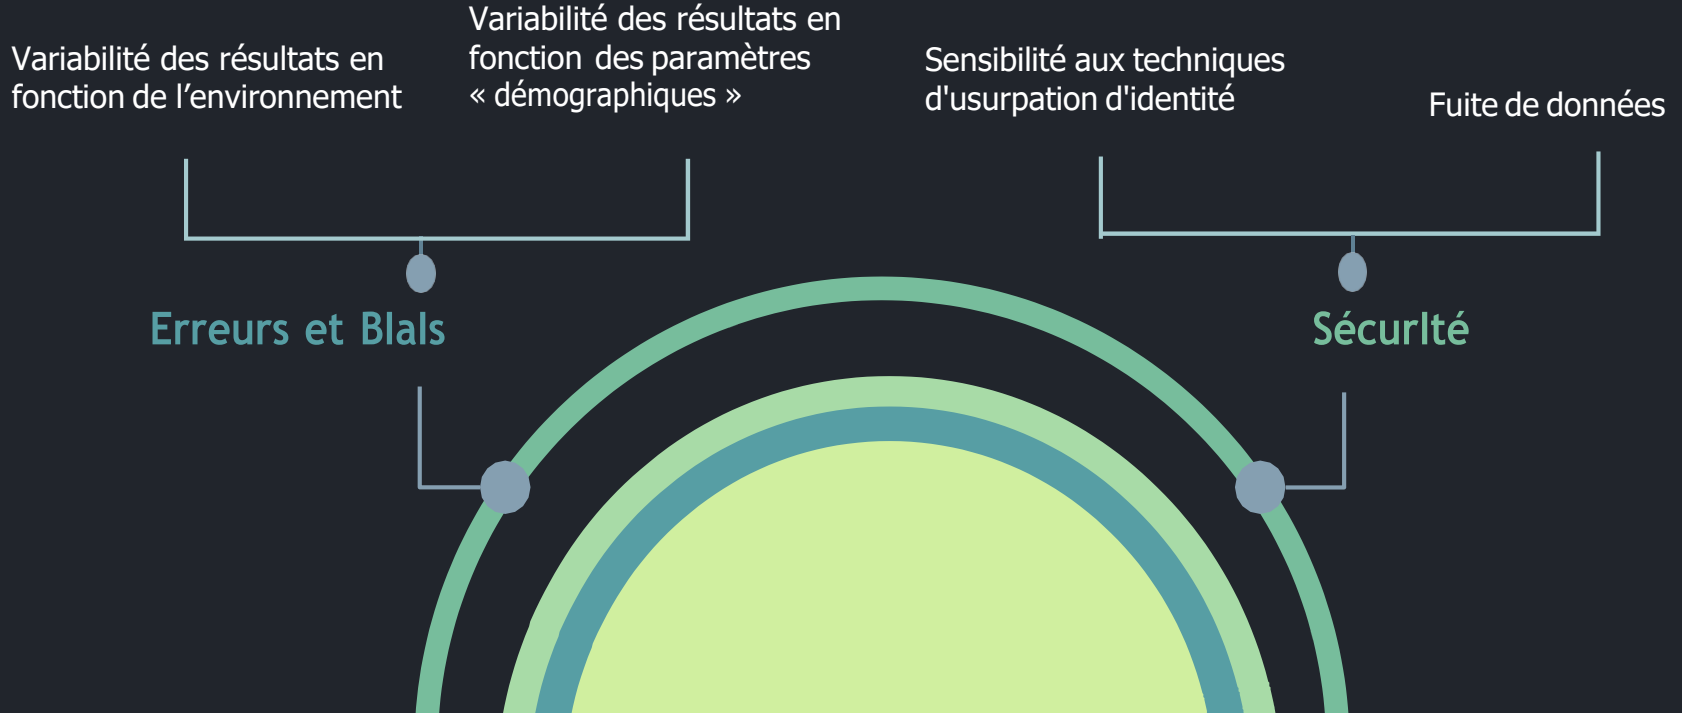 Variabilité des résultats en
fonction de l’environnement
Variabilité des résultats en
fonction des paramètres
« démographiques »
Sensibilité aux techniques
d'usurpation d'identité
Fuite de données
Erreurs et BIaIs
SécurIté